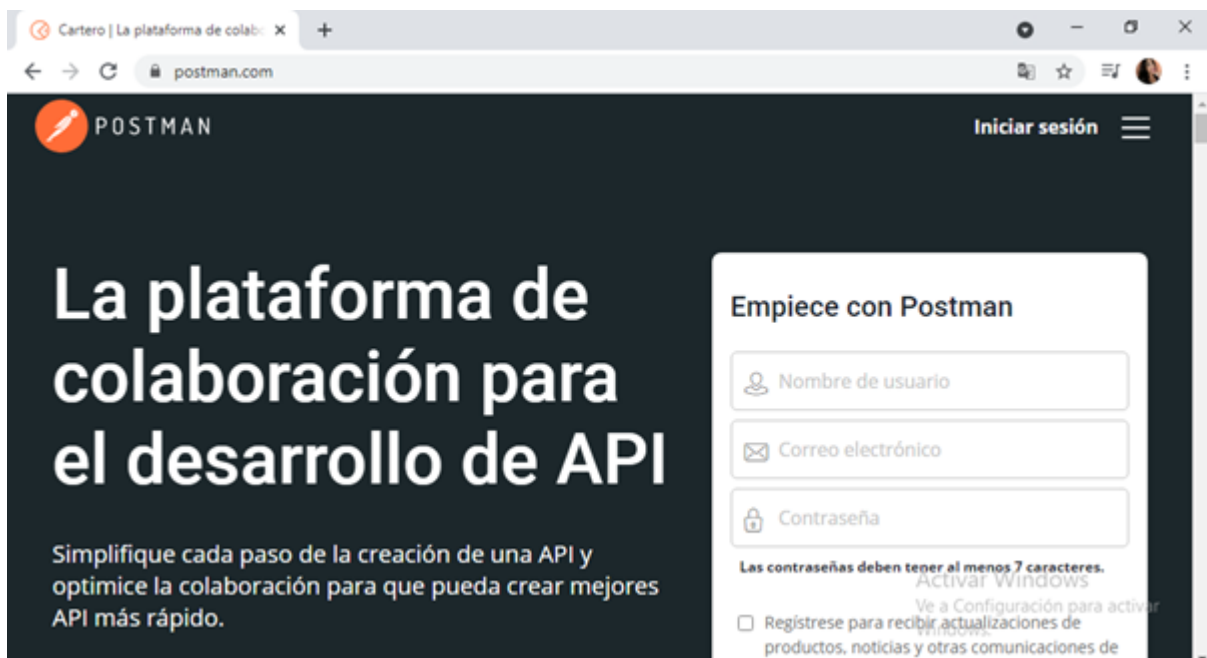 Cartero | La plataforma de colabo
postman.com
POSTMAN
Iniciar sesión
La plataforma de
colaboración para
el desarrollo de API
Simplifique cada paso de la creación de una API y
optimice la colaboración para que pueda crear mejores
API más rápido.
Empiece con Postman
Nombre de usuario
Correo electrónico
Contraseña
Las contraseñas deben tener al menos 7 caracteres.
Activar Windows
Ve a Configuración para activar
Windows.
Regístrese para recibir actualizaciones de
productos, noticias y otras comunicaciones de